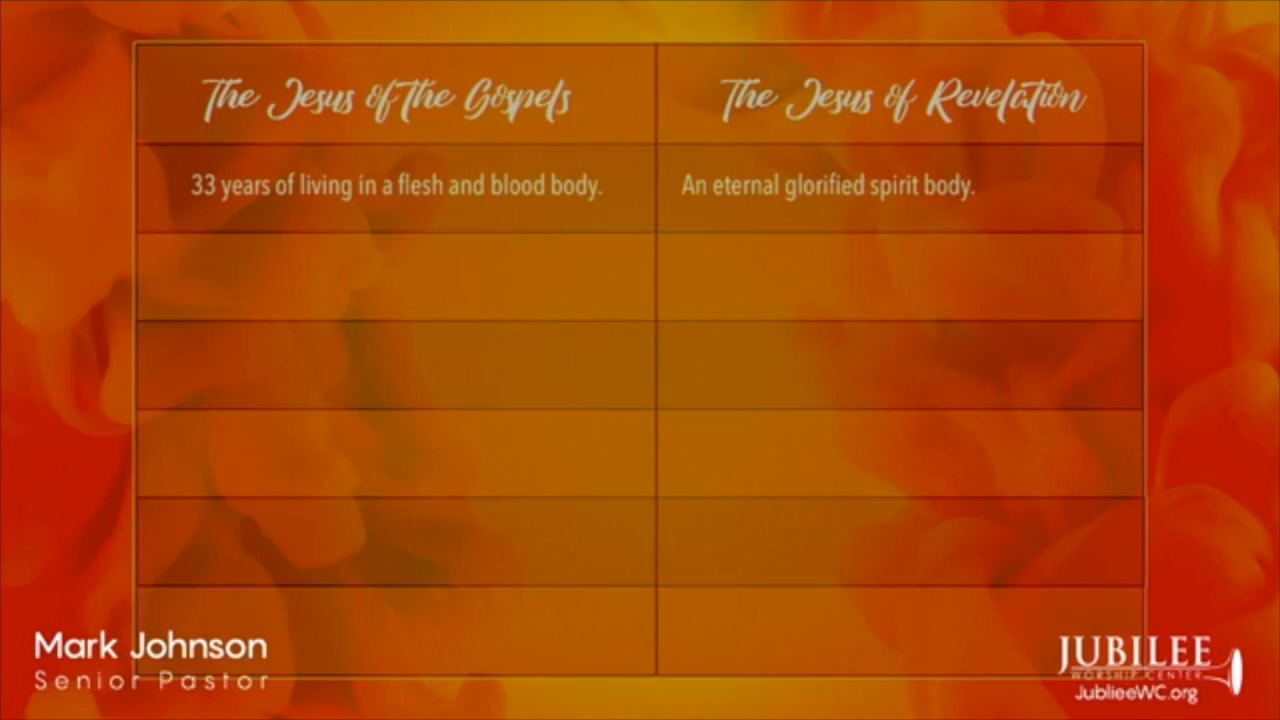 The Jesus of The Gospels
The Jesus of Revelation
33 years of living in a flesh and blood body.
An eternal glorified spirit body.
Mark Johnson
Senior Pastor
JUBILEE
WORSHIP CENTER
JublieeWC.org